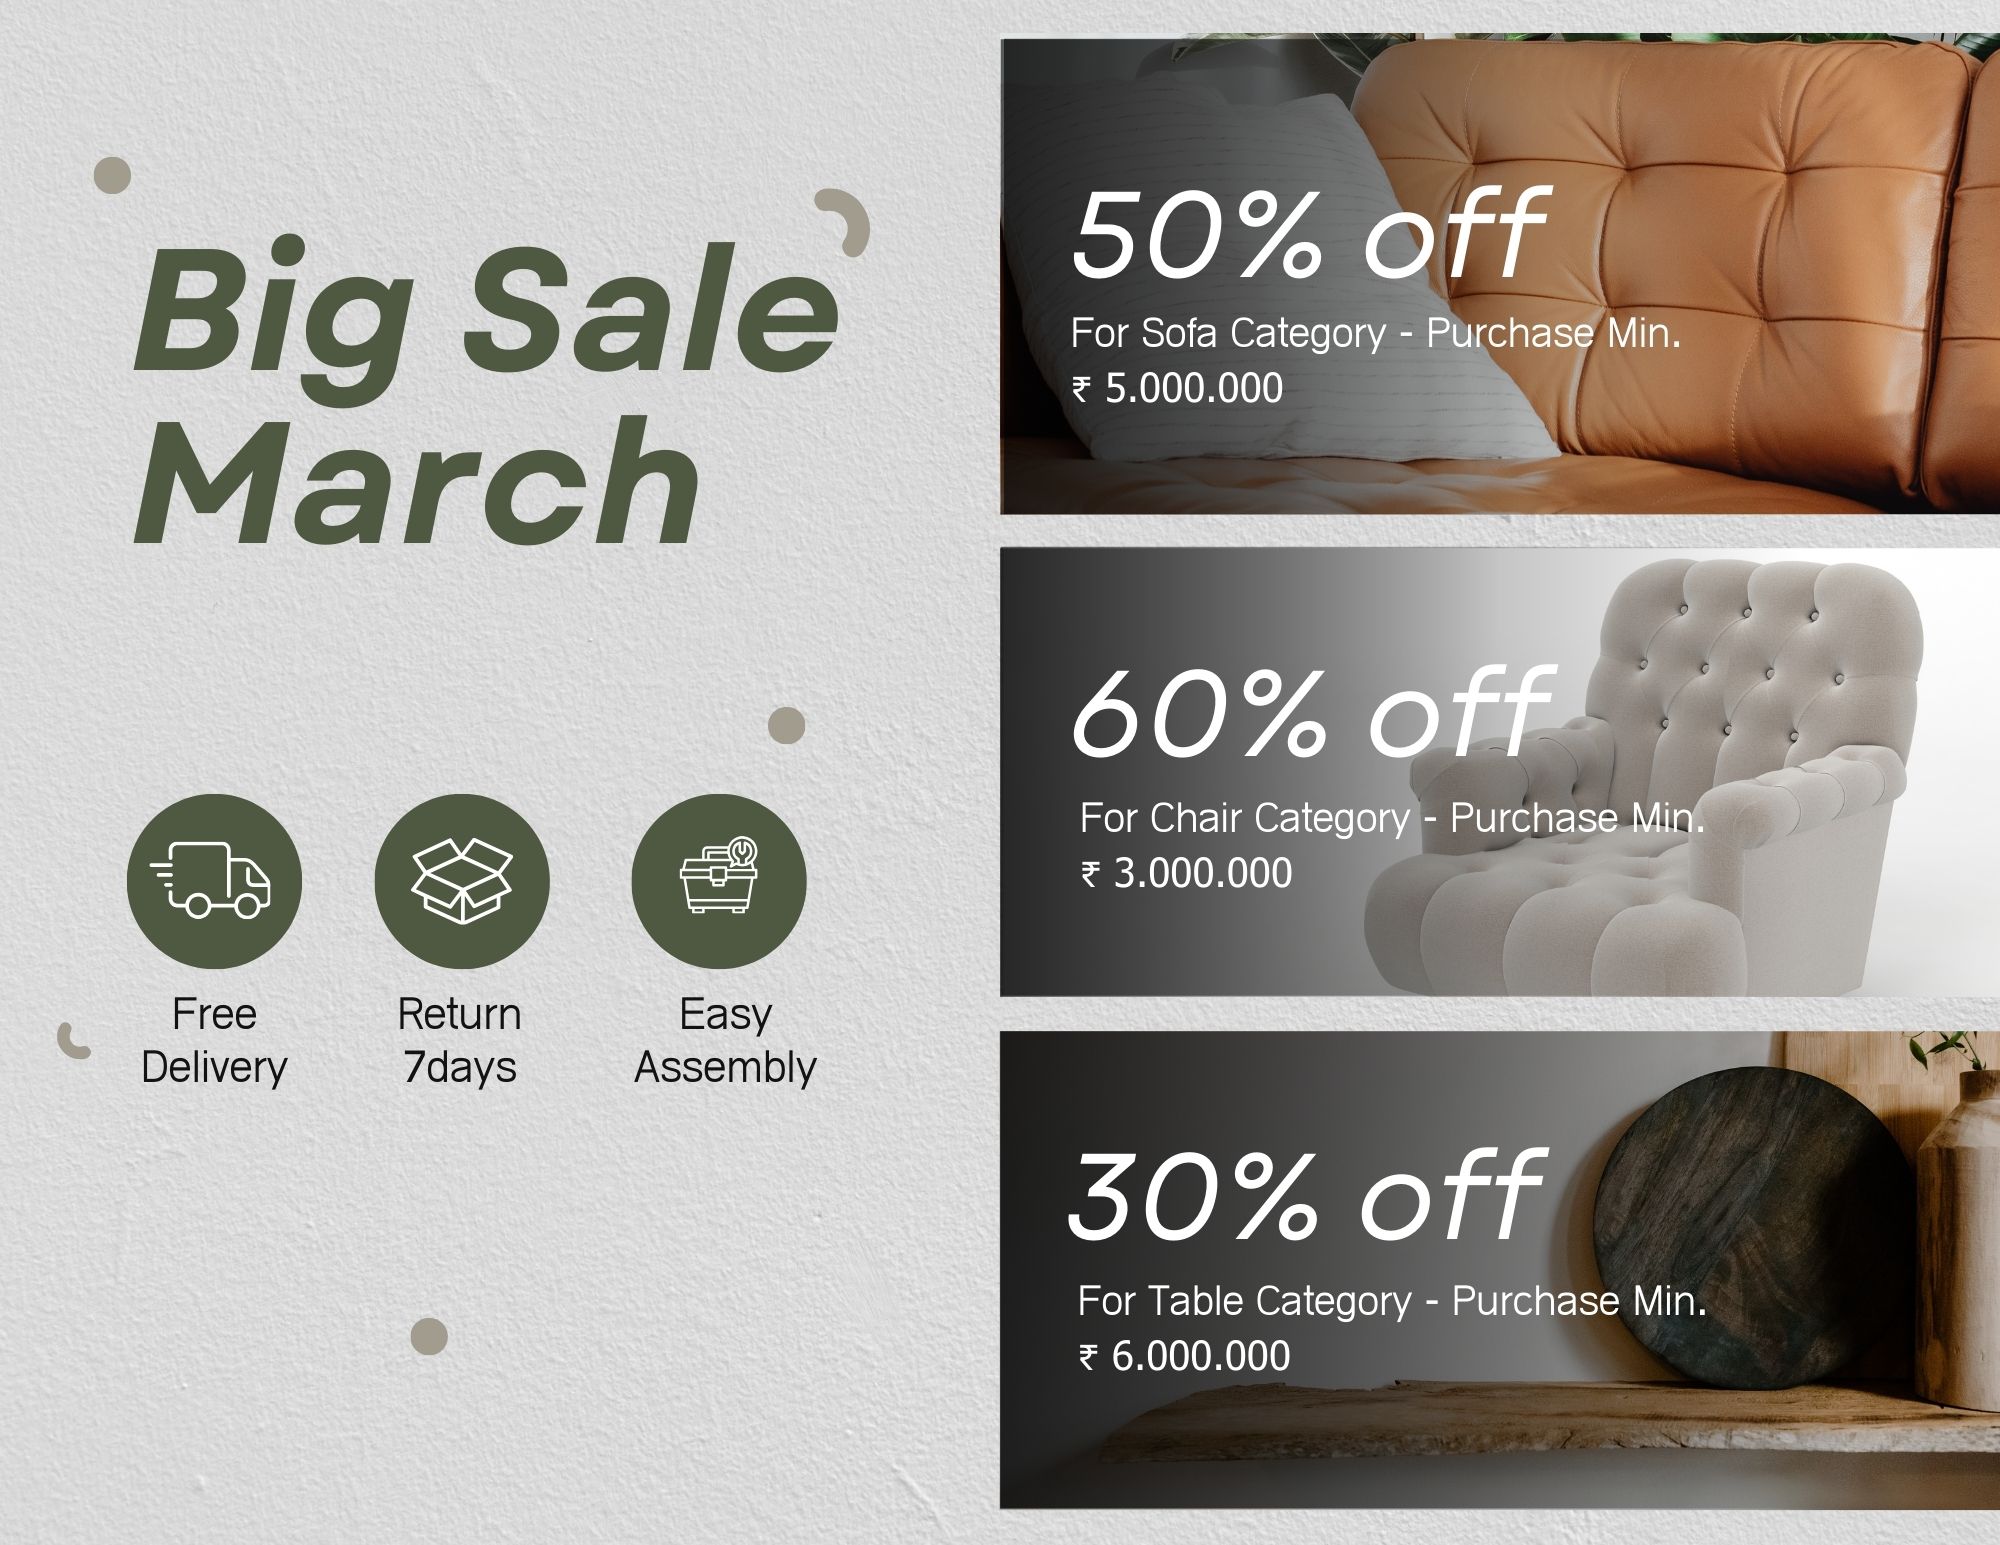 Big Sale
March
Free
Delivery
Return
7days
Easy
Assembly
50% off
For Sofa Category - Purchase Min.
₹ 5.000.000
60% off
For Chair Category - Purchase Min.
₹ 3.000.000
30% off
For Table Category - Purchase Min.
₹ 6.000.000